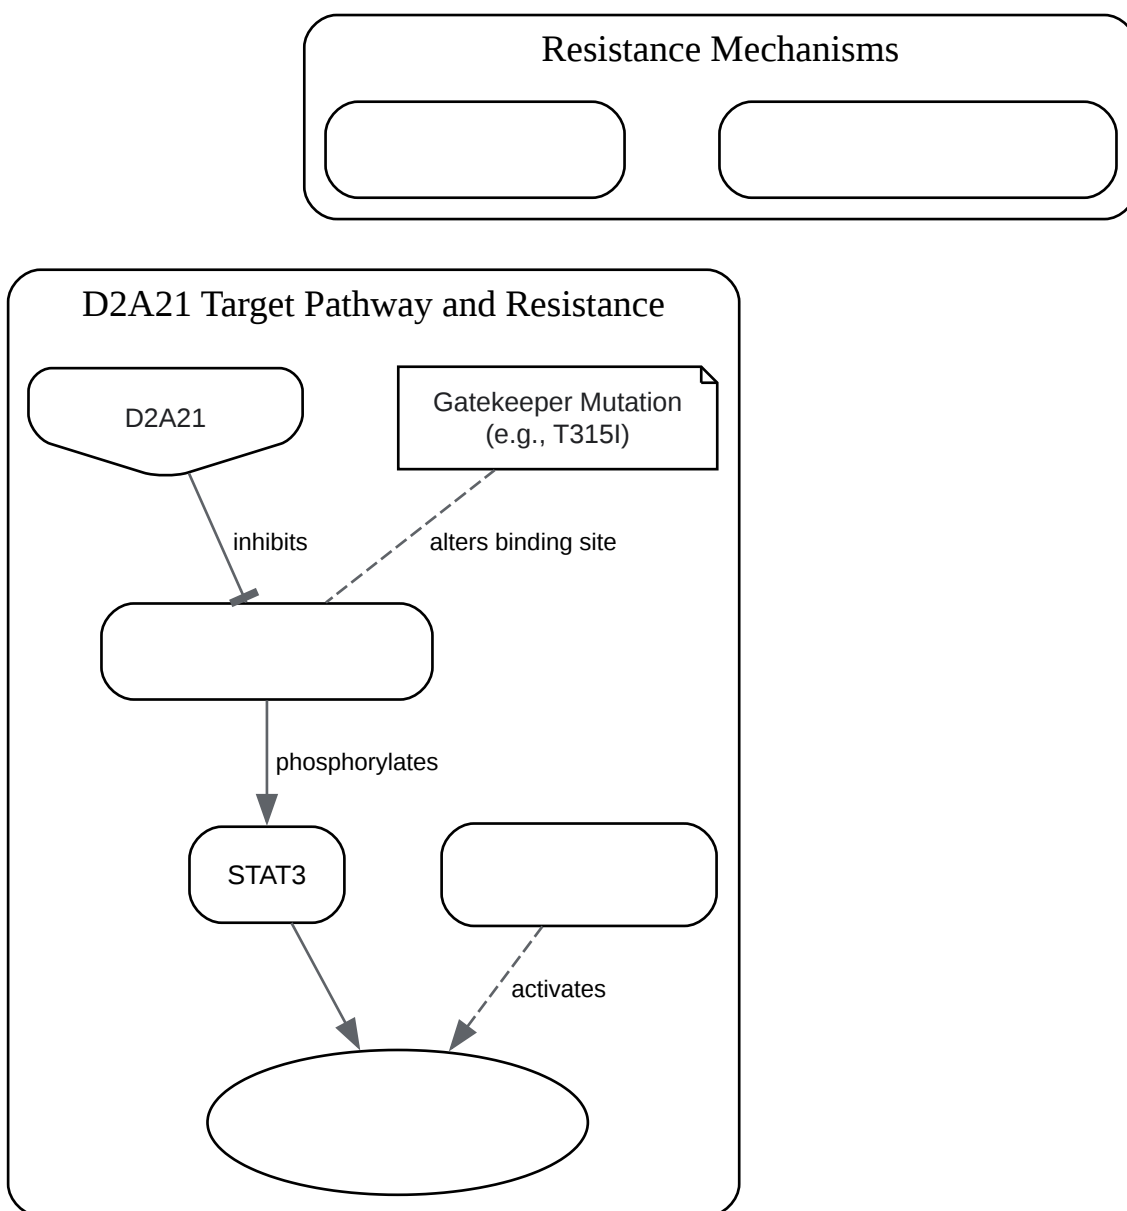 Resistance Mechanisms
D2A21 Target Pathway and Resistance
D2A21
Gatekeeper Mutation
(e.g., T315I)
inhibits
alters binding site
phosphorylates
STAT3
activates